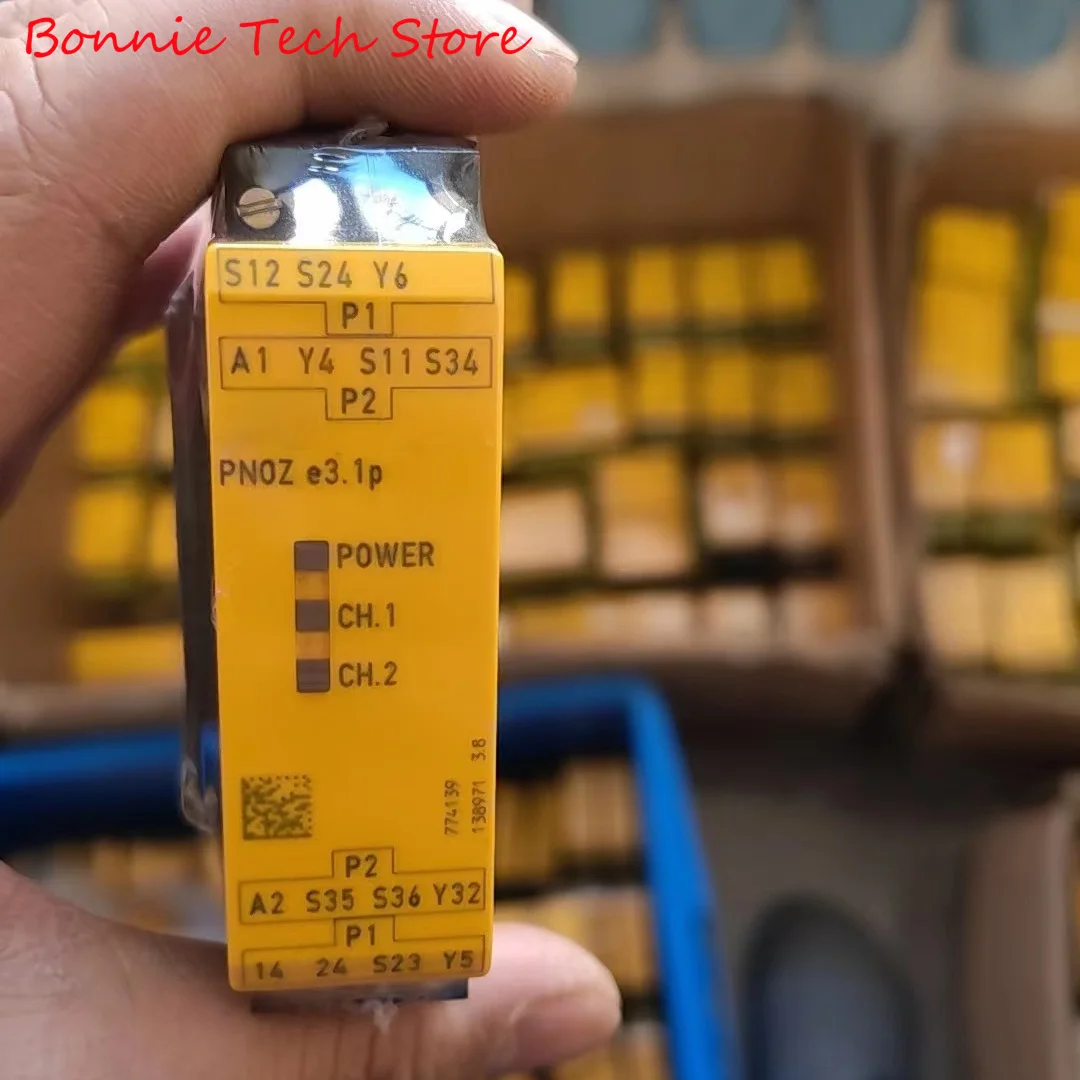 Bonnie Tech Store
S12 S24 Y6
P1
A1 Y4 S11 S34
P2
PNOZ e3.1p
POWER
CH.1
CH.2
774139
138971 3.8
P2
A2 S35 S36 Y32
P1
14 24 S23 Y5